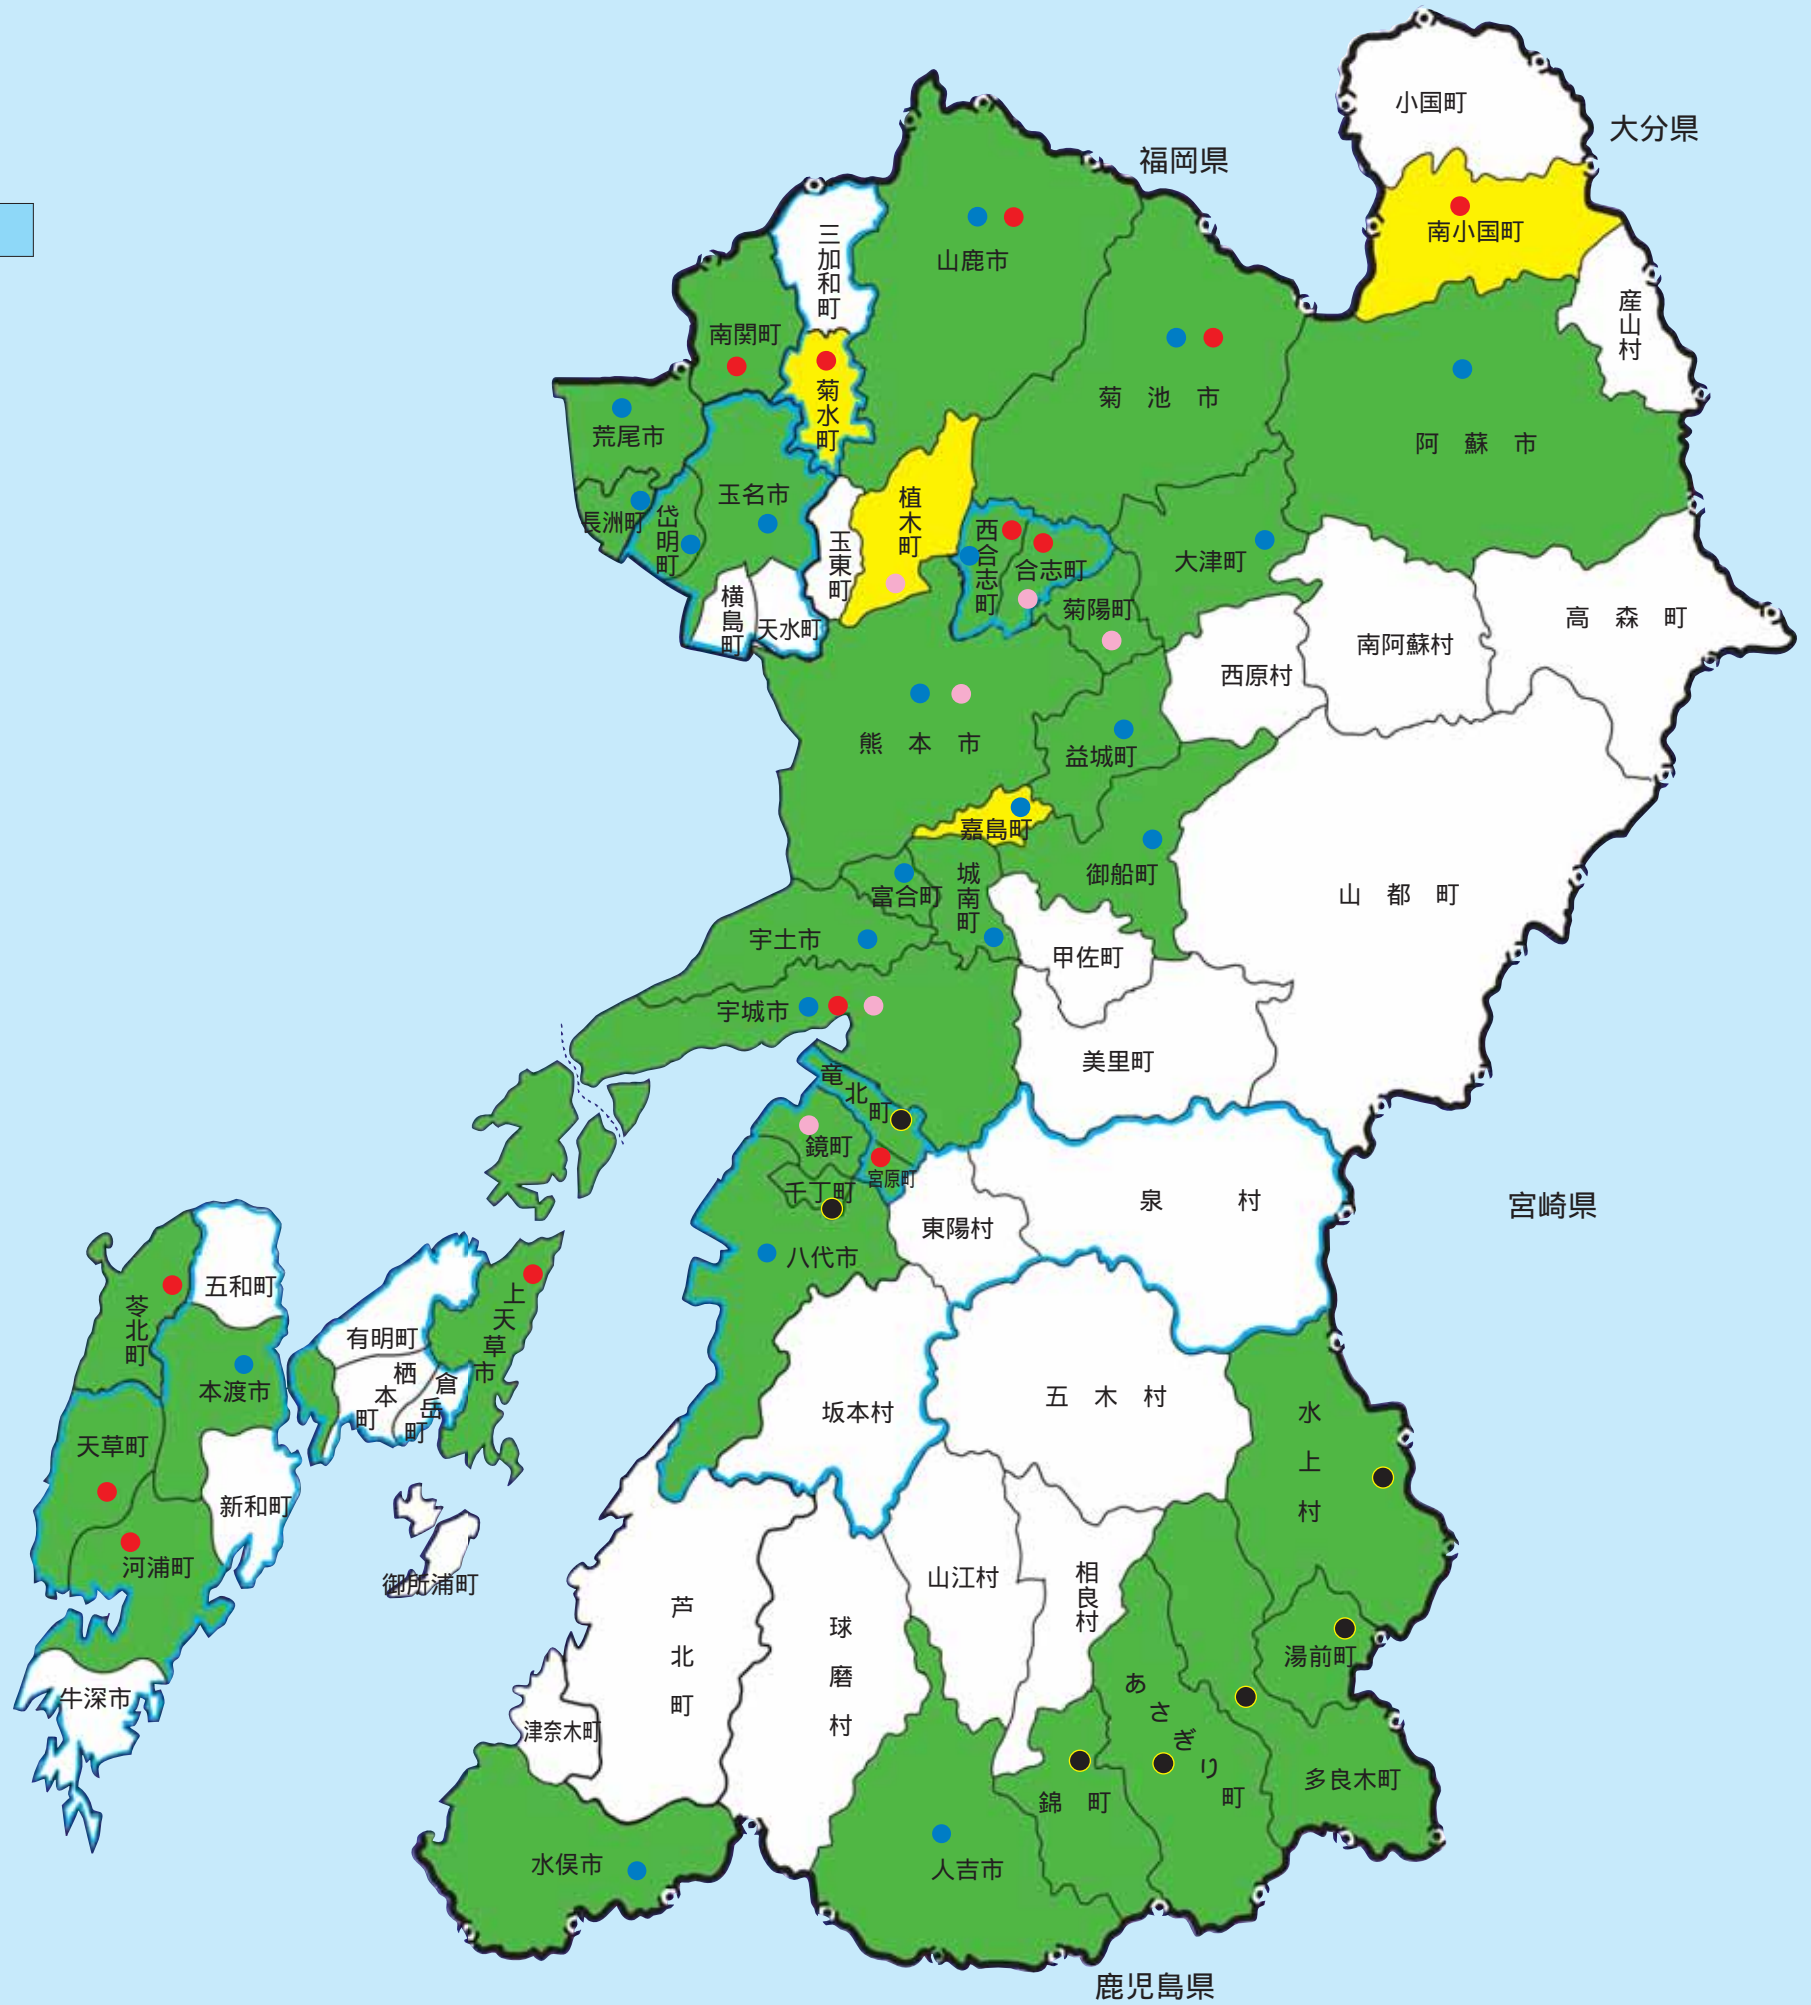 小国町
大分県
福岡県
南小国町
三加和町
山鹿市
産山村
南関町
菊水町
菊池市
荒尾市
阿蘇市
玉名市
長洲町
岱明町
植木町
西合志町
合志町
玉東町
大津町
横島町
天水町
菊陽町
高森町
南阿蘇村
西原村
熊本市
益城町
嘉島町
御船町
富合町
城南町
山都町
宇土市
甲佐町
宇城市
美里町
竜北町
鏡町
宮原町
千丁町
泉村
宮崎県
東陽村
八代市
五和町
苓北町
有明町
上天草市
栖本町
倉岳町
本渡市
坂本村
五木村
水上村
天草町
新和町
河浦町
御所浦町
山江村
相良村
芦北町
球磨村
湯前町
牛深市
あさぎり町
津奈木町
多良木町
錦町
水俣市
人吉市
鹿児島県